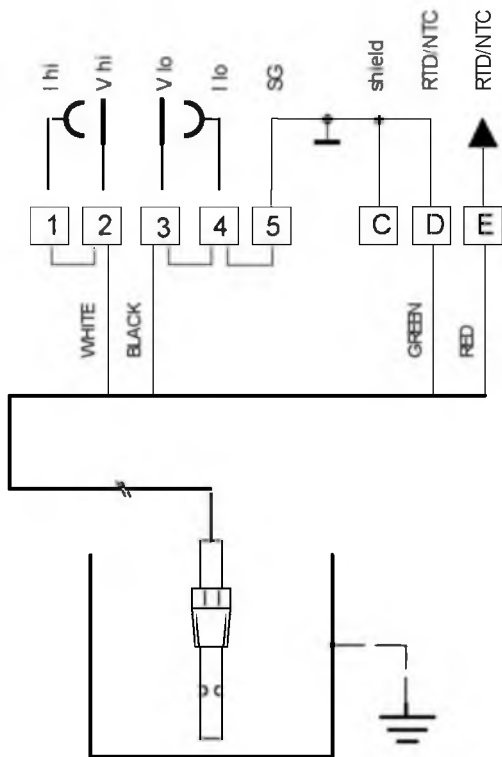 I hi
V hi
V lo
I lo
SG
shield
RTD/NTC
RTD/NTC
1 2 3 4 5 C D E
WHITE
BLACK
GREEN
RED